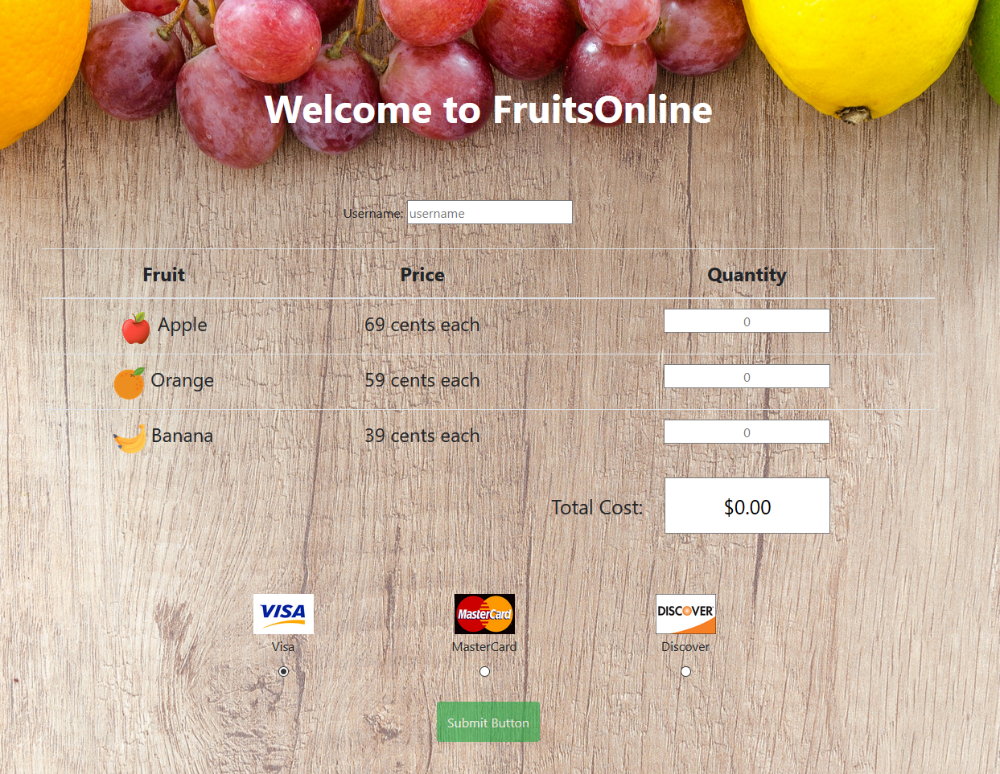 Welcome to FruitsOnline
Username: username
Fruit Price Quantity
Apple 69 cents each 0
Orange 59 cents each 0
Banana 39 cents each 0
Total Cost: $0.00
VISA MasterCard DISCOVER
Visa MasterCard Discover
Submit Button